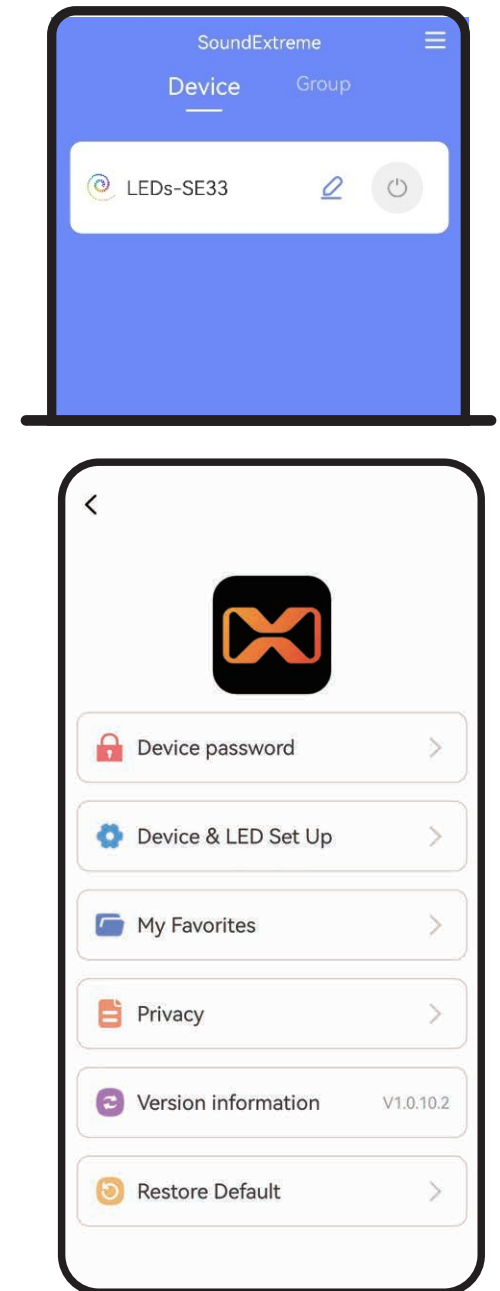 SoundExtreme
Device Group
LEDs-SE33
Device password
Device & LED Set Up
My Favorites
Privacy
Version information V1.0.10.2
Restore Default